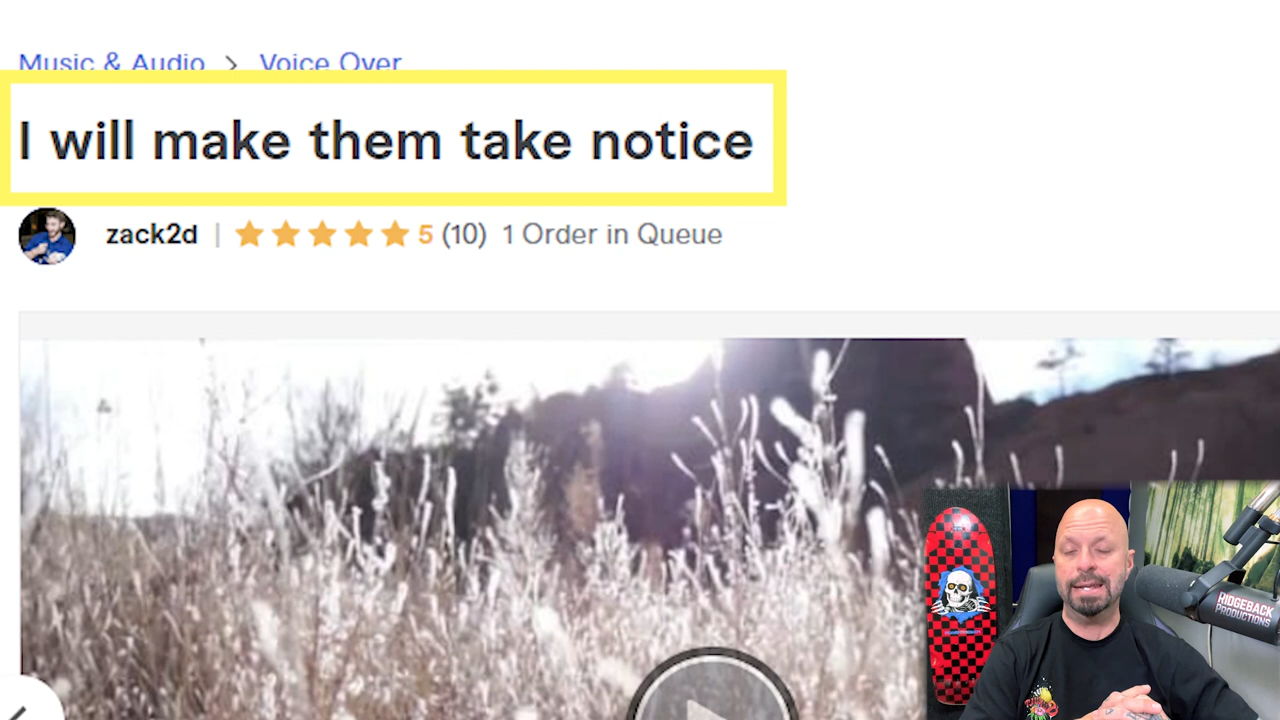 Music & Audio > Voice Over
I will make them take notice
zack2d | 5 (10) 1 Order in Queue
RIDGEBACK
PRODUCTIONS